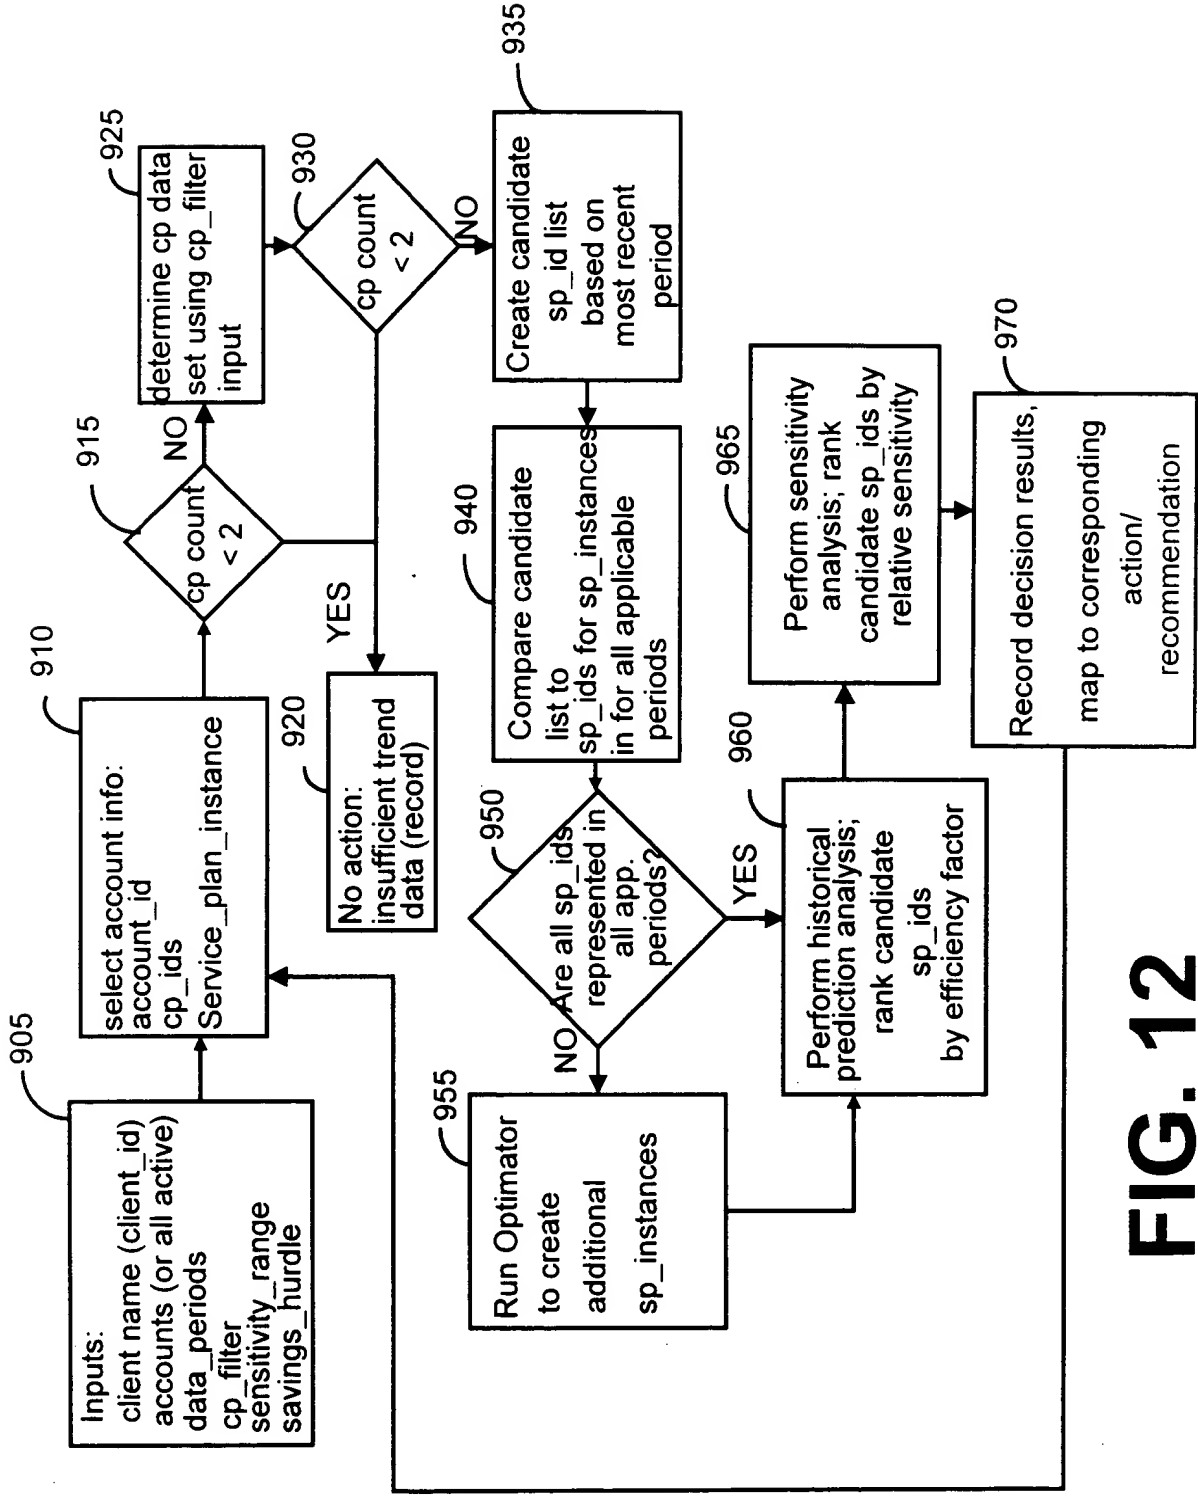 905
Inputs:
client name (client_id)
accounts (or all active)
data_periods
cp_filter
sensitivity_range
savings_hurdle
910
select account info:
account_id
cp_ids
Service_plan_instance
915
cp count
< 2
NO
925
determine cp data
set using cp_filter
input
920
No action:
insufficient trend
data (record)
YES
930
cp count
< 2
NO
935
Create candidate
sp_id list
based on
most recent
period
940
Compare candidate
list to
sp_ids for sp_instances
in for all applicable
periods
950
Are all sp_ids
represented in
all app.
periods?
NO
YES
955
Run Optimator
to create
additional
sp_instances
960
Perform historical
prediction analysis;
rank candidate
sp_ids
by efficiency factor
965
Perform sensitivity
analysis; rank
candidate sp_ids by
relative sensitivity
970
Record decision results,
map to corresponding
action/
recommendation
FIG. 12